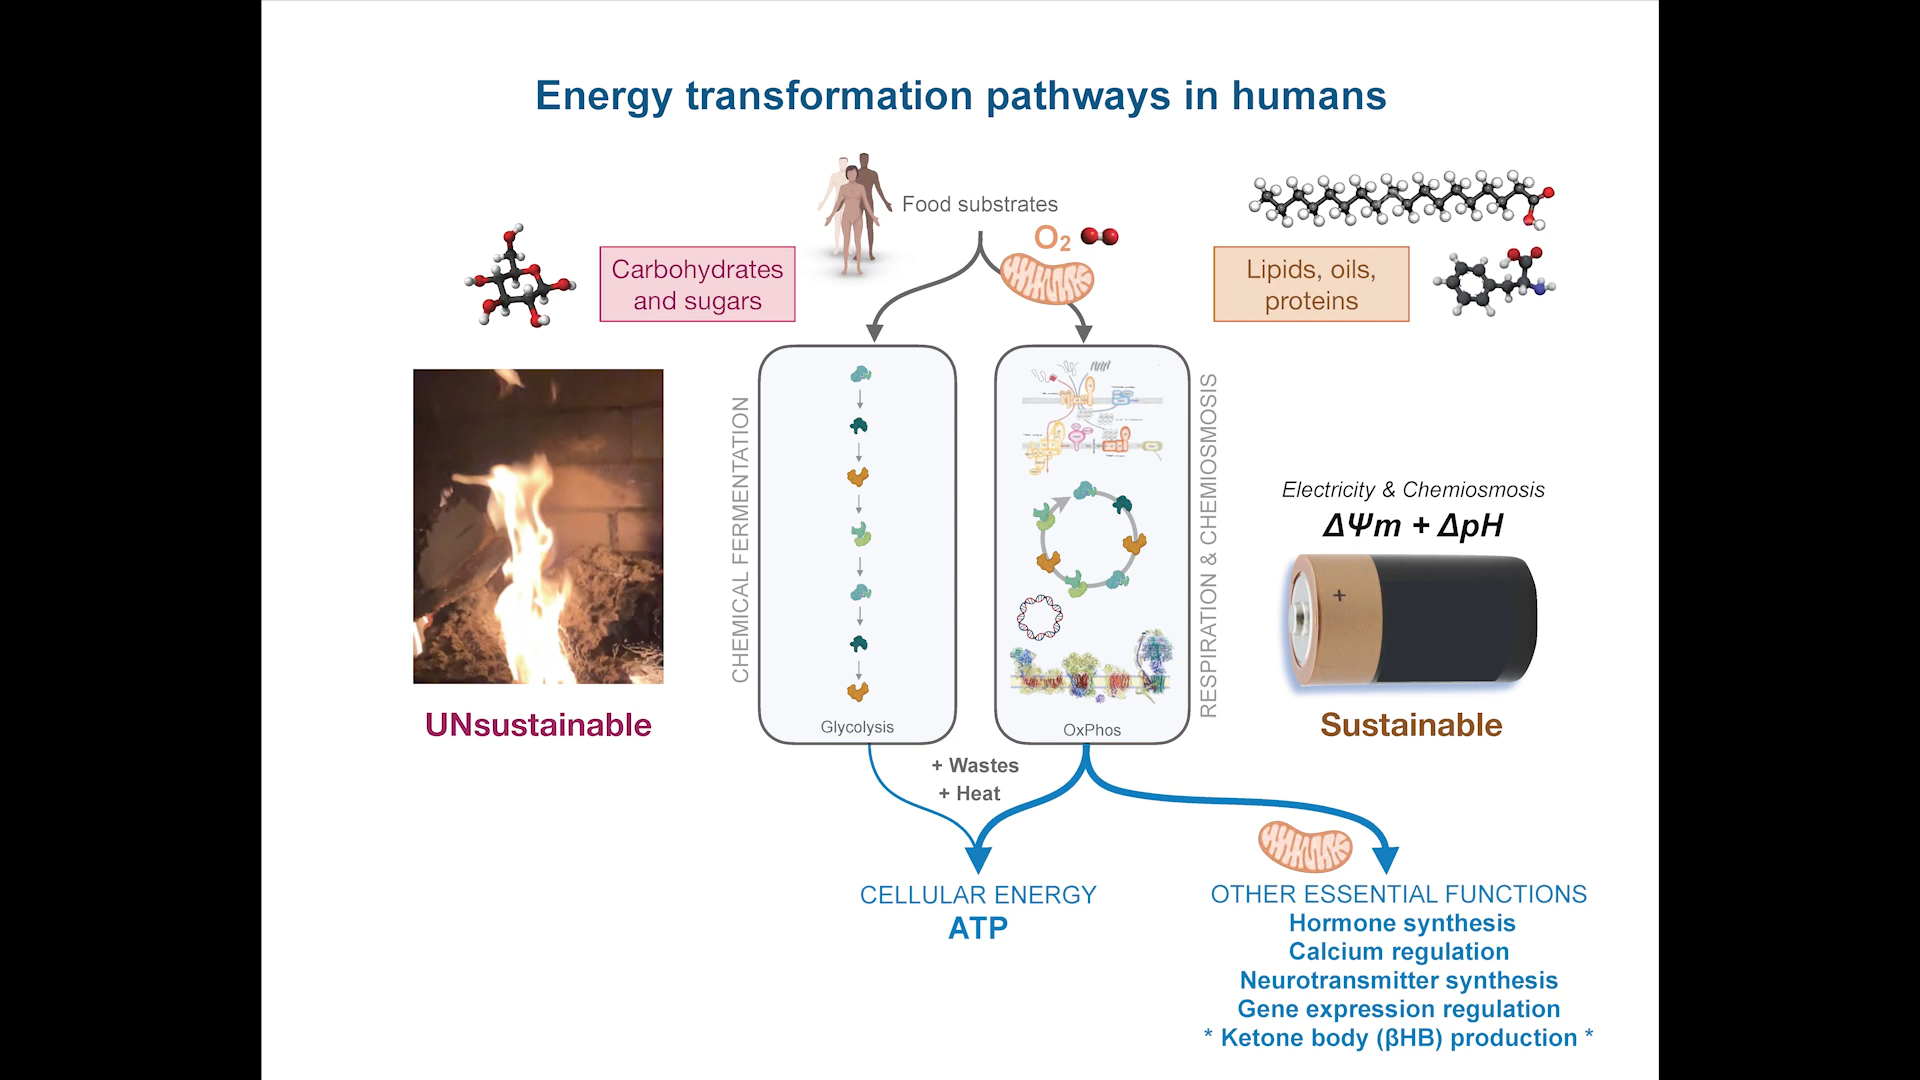 Energy transformation pathways in humans
Food substrates
O₂
Carbohydrates
and sugars
Lipids, oils,
proteins
CHEMICAL FERMENTATION
RESPIRATION & CHEMIOSMOSIS
Electricity & Chemiosmosis
ΔΨm + ΔpH
+
UNsustainable
Glycolysis
OxPhos
Sustainable
+ Wastes
+ Heat
CELLULAR ENERGY
ATP
OTHER ESSENTIAL FUNCTIONS
Hormone synthesis
Calcium regulation
Neurotransmitter synthesis
Gene expression regulation
* Ketone body (βHB) production *